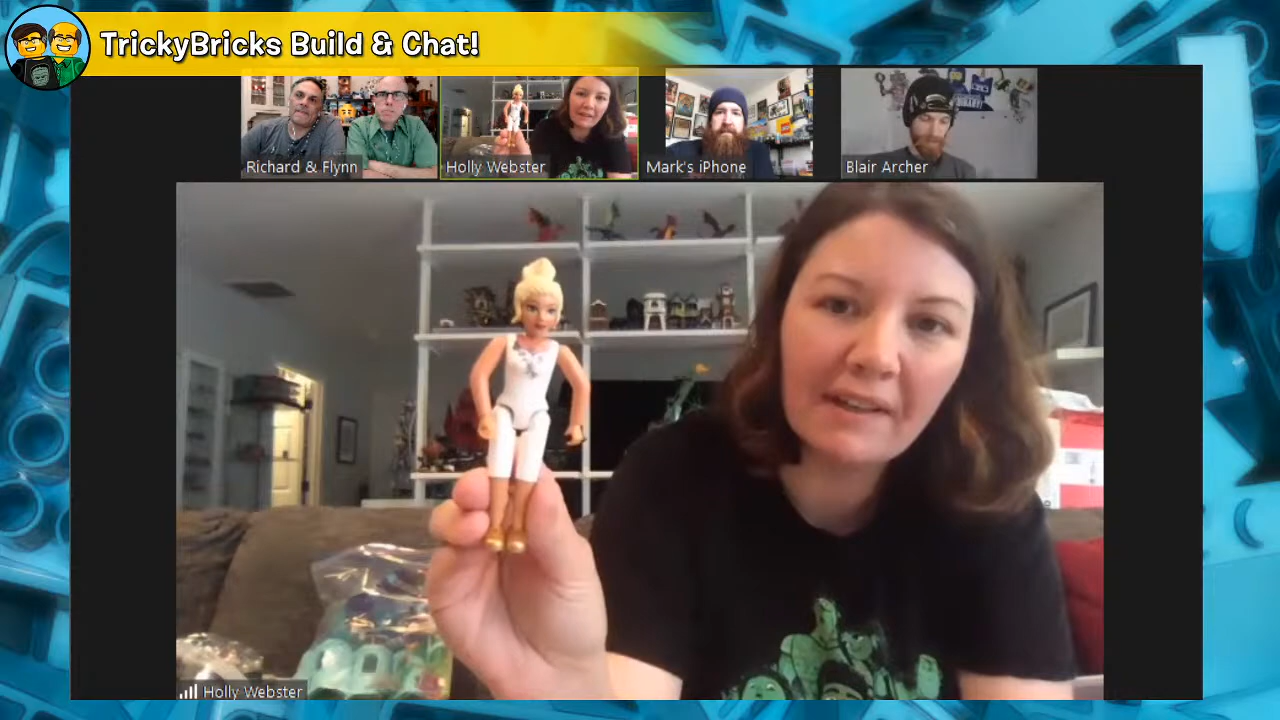 TrickyBricks Build & Chat!
Richard & Flynn
Holly Webster
Mark's iPhone
Blair Archer
Holly Webster